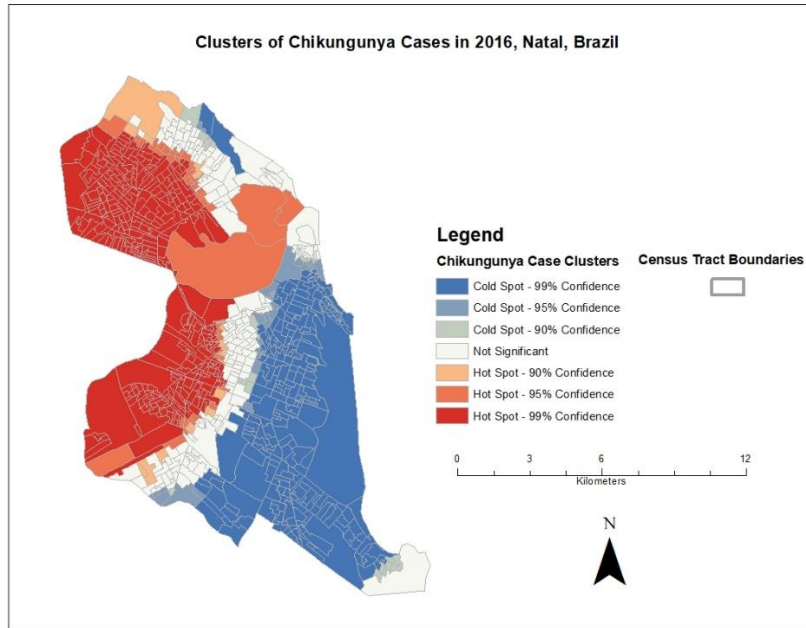 Clusters of Chikungunya Cases in 2016, Natal, Brazil
Legend
Chikungunya Case Clusters
Cold Spot - 99% Confidence
Cold Spot - 95% Confidence
Cold Spot - 90% Confidence
Not Significant
Hot Spot - 90% Confidence
Hot Spot - 95% Confidence
Hot Spot - 99% Confidence
Census Tract Boundaries
0 3 6 12
Kilometers
N